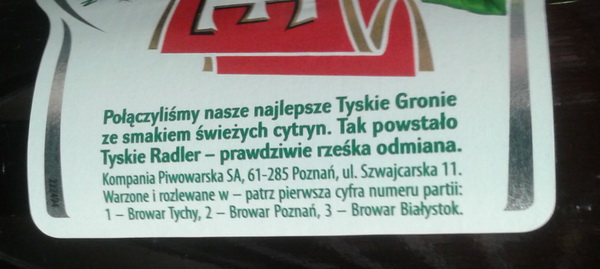 Połączyliśmy nasze najlepsze Tyskie Gronie
ze smakiem świeżych cytryn. Tak powstało
Tyskie Radler – prawdziwie rześka odmiana.
Kompania Piwowarska SA, 61-285 Poznań, ul. Szwajcarska 11.
Warzone i rozlewane w – patrz pierwsza cyfra numeru partii:
1 – Browar Tychy, 2 – Browar Poznań, 3 – Browar Białystok.